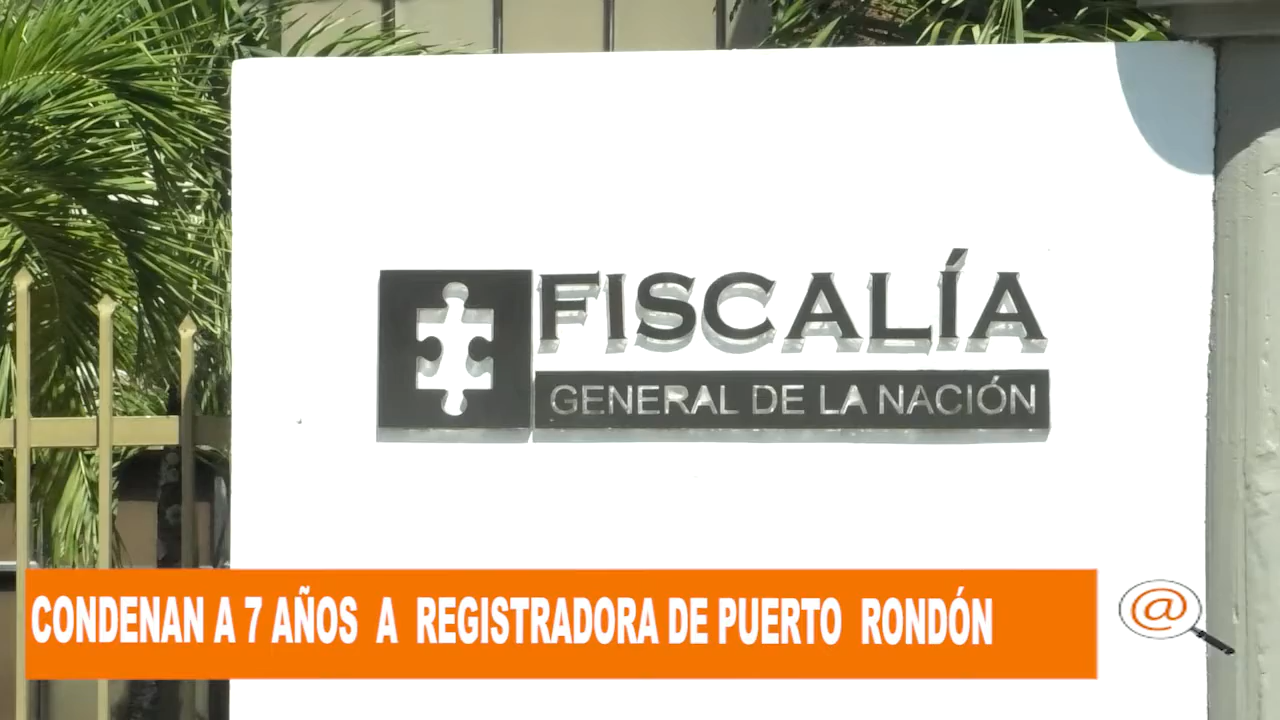 FISCALÍA
GENERAL DE LA NACIÓN
CONDENAN A 7 AÑOS A REGISTRADORA DE PUERTO RONDÓN
@